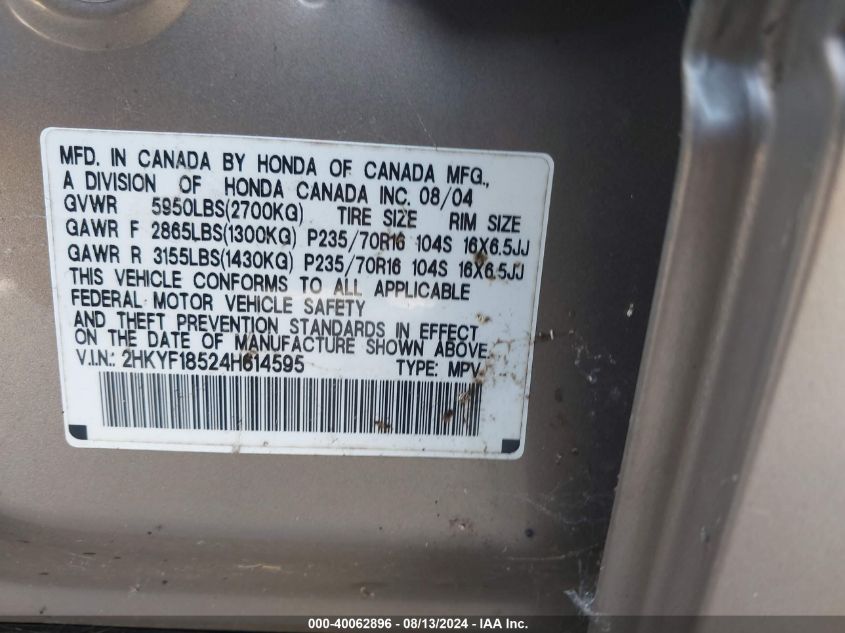 MFD. IN CANADA BY HONDA OF CANADA MFG.,
A DIVISION OF HONDA CANADA INC. 08/04
GVWR 5950LBS(2700KG) TIRE SIZE RIM SIZE
GAWR F 2865LBS(1300KG) P235/70R16 104S 16X6.5JJ
GAWR R 3155LBS(1430KG) P235/70R16 104S 16X6.5JJ
THIS VEHICLE CONFORMS TO ALL APPLICABLE
FEDERAL MOTOR VEHICLE SAFETY
AND THEFT PREVENTION STANDARDS IN EFFECT
ON THE DATE OF MANUFACTURE SHOWN ABOVE.
V.I.N.: 2HKYF18524H614595 TYPE: MPV
000-40062896 - 08/13/2024 - IAA Inc.